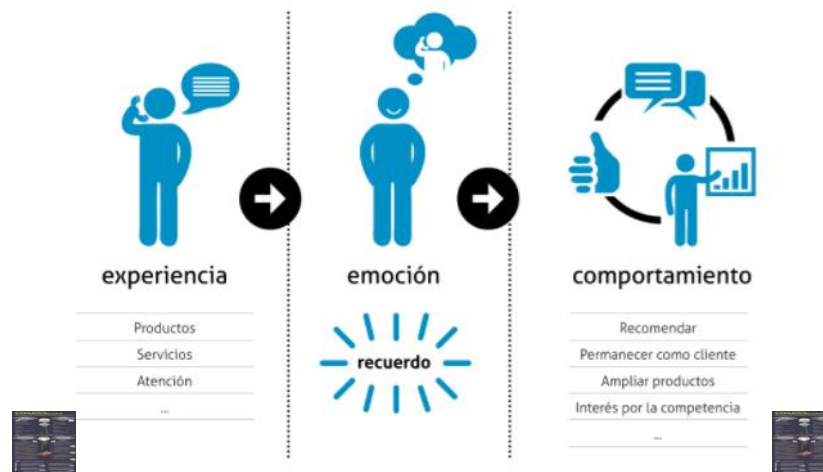 experiencia
Productos
Servicios
Atención
...
emoción
recuerdo
comportamiento
Recomendar
Permanecer como cliente
Ampliar productos
Interés por la competencia
...